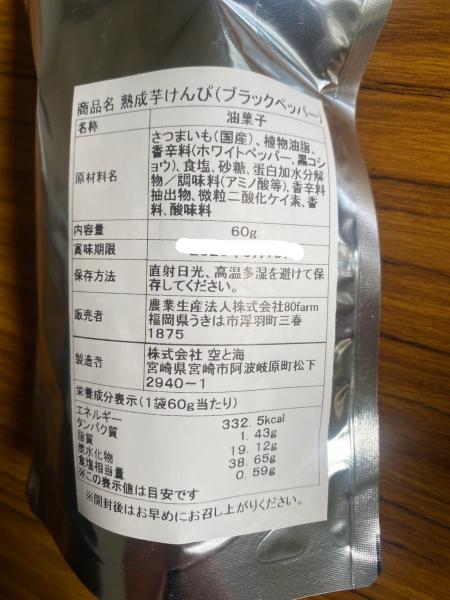 商品名 熟成芋けんぴ(ブラックペッパー)
名称 油菓子
原材料名 さつまいも(国産)、植物油脂、
香辛料(ホワイトペッパー、黒コシ
ョウ)、食塩、砂糖、蛋白加水分解
物／調味料(アミノ酸等)、香辛料
抽出物、微粒二酸化ケイ素、香
料、酸味料
内容量 60g
賞味期限
保存方法 直射日光、高温多湿を避けて保
存してください。
販売者 農業生産法人株式会社80farm
福岡県うきは市浮羽町三春
1875
製造者 株式会社 空と海
宮崎県宮崎市阿波岐原町松下
2940－1
栄養成分表示(1袋60g当たり)
エネルギー 332.5kcal
タンパク質 1.43g
脂質 19.12g
炭水化物 38.65g
食塩相当量 0.59g
※この表示値は目安です
※開封後はお早めにお召し上がりください。